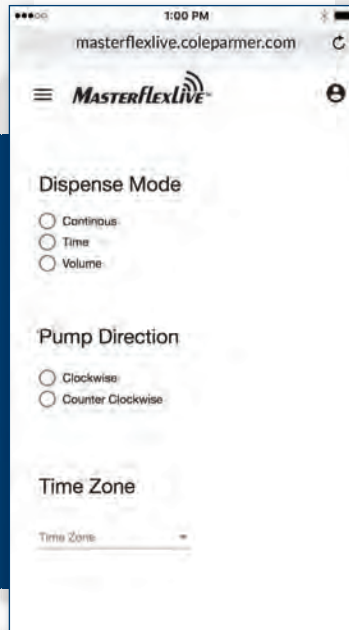 1:00 PM
masterflexlive.coleparmer.com
MASTERFLEXLIVE™
Dispense Mode
Continous
Time
Volume
Pump Direction
Clockwise
Counter Clockwise
Time Zone
Time Zone